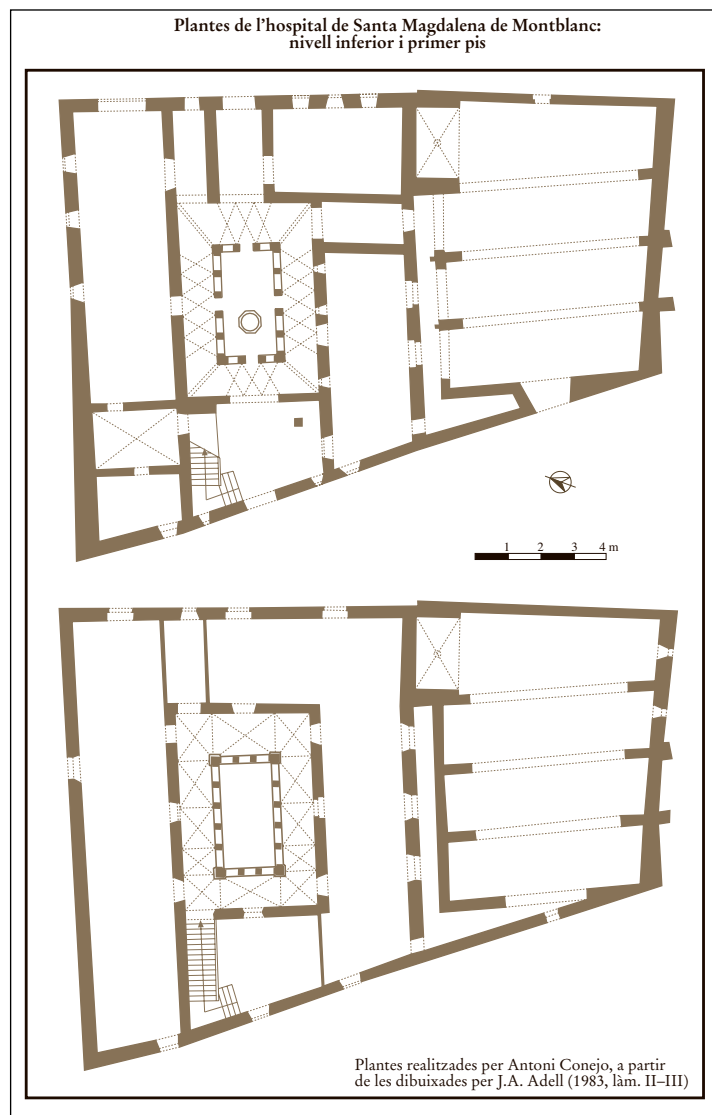 Plantes de l’hospital de Santa Magdalena de Montblanc:
nivell inferior i primer pis
1 2 3 4 m
Plantes realitzades per Antoni Conejo, a partir
de les dibuixades per J.A. Adell (1983, làm. II–III)